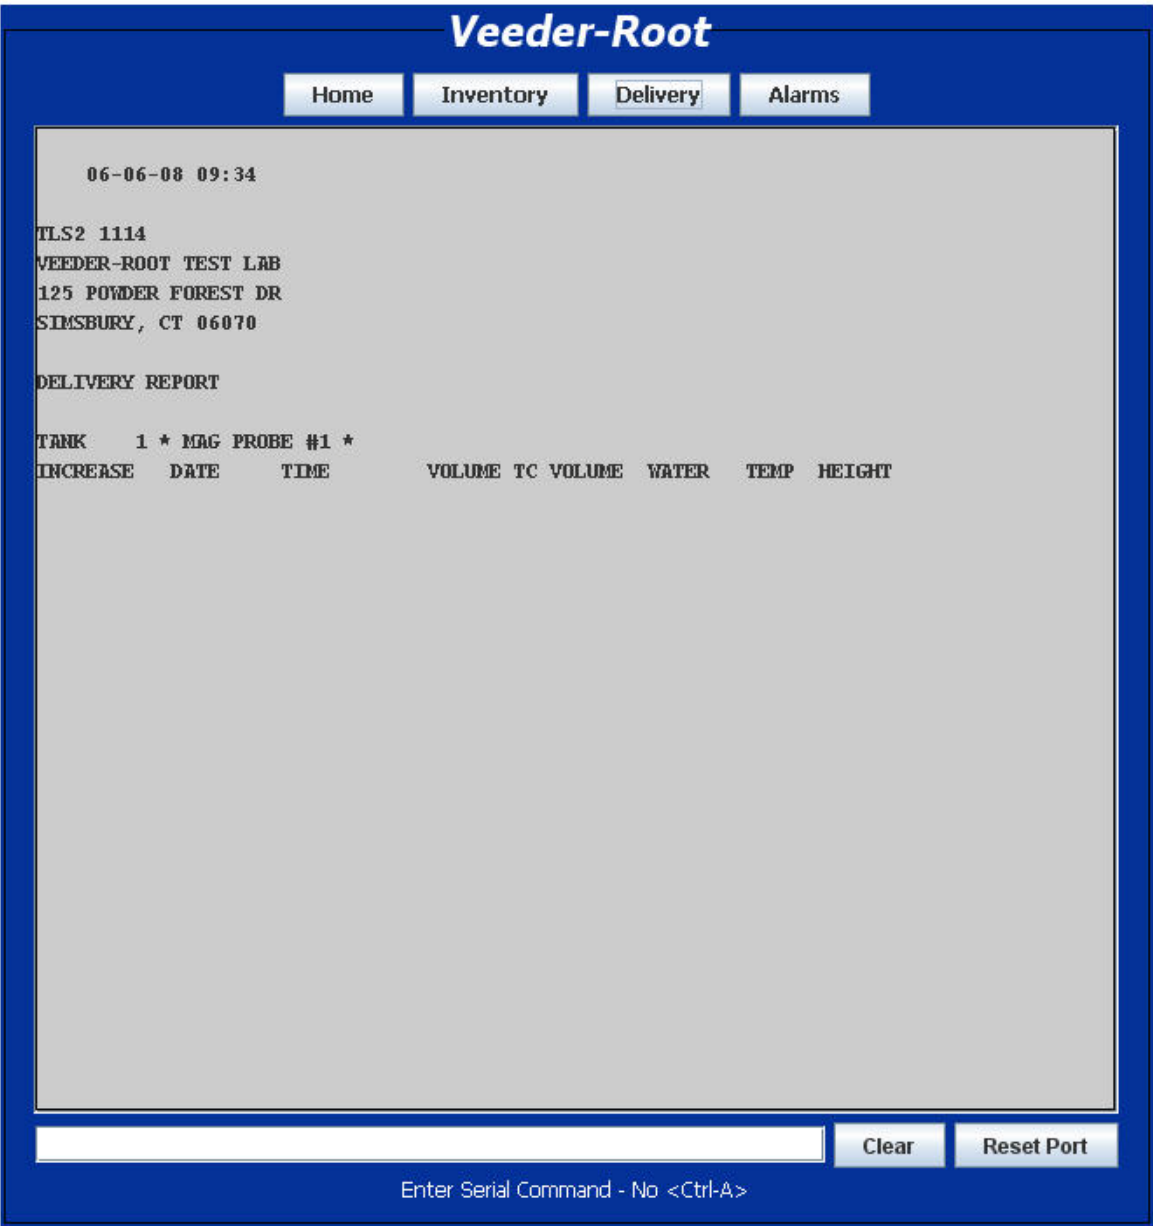 Veeder-Root
Home Inventory Delivery Alarms
06-06-08 09:34
TLS2 1114
VEEDER-ROOT TEST LAB
125 POWDER FOREST DR
SIMSBURY, CT 06070
DELIVERY REPORT
TANK 1 * MAG PROBE #1 *
INCREASE DATE TIME VOLUME TC VOLUME WATER TEMP HEIGHT
Clear Reset Port
Enter Serial Command - No <Ctrl-A>